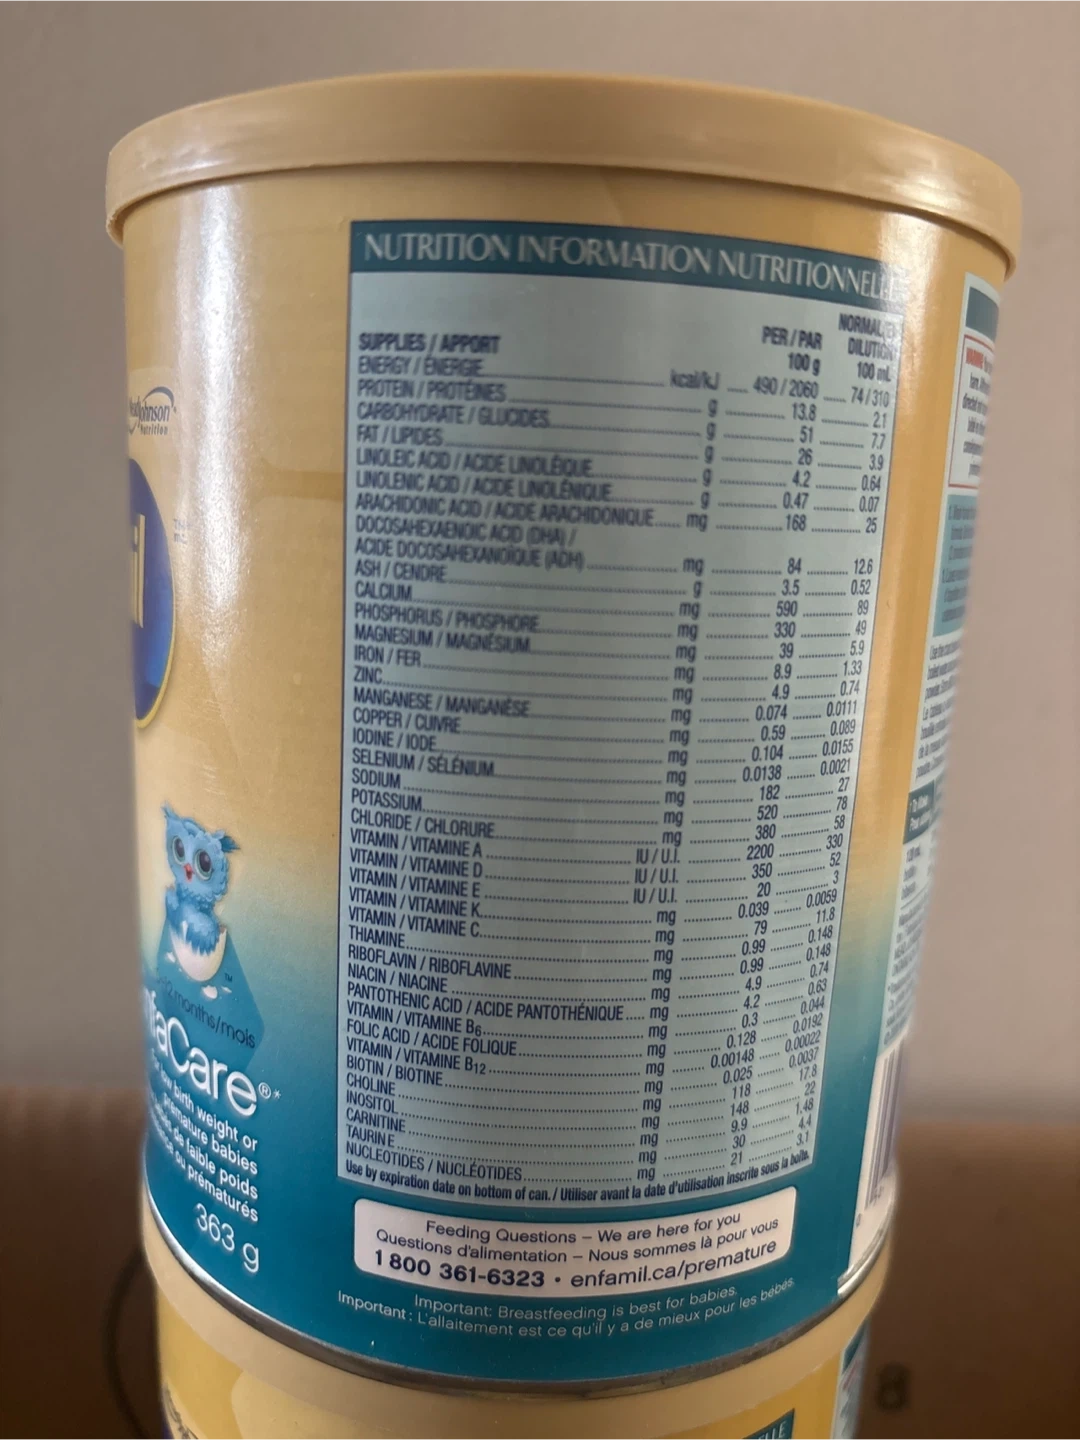 NUTRITION INFORMATION NUTRITIONNELLE
SUPPLIES / APPORT PER / PAR 100 g DILUTION 100 mL
ENERGY / ÉNERGIE kcal/kJ 490 / 2060 74 / 310
PROTEIN / PROTÉINES g 13.8 2.1
CARBOHYDRATE / GLUCIDES g 51 7.7
FAT / LIPIDES g 26 3.9
LINOLEIC ACID / ACIDE LINOLÉIQUE g 4.2 0.64
LINOLENIC ACID / ACIDE LINOLÉNIQUE g 0.47 0.07
ARACHIDONIC ACID / ACIDE ARACHIDONIQUE mg 168 25
DOCOSAHEXAENOIC ACID (DHA) /
ACIDE DOCOSAHEXANOÏQUE (ADH) mg 84 12.6
ASH / CENDRE g 3.5 0.52
CALCIUM mg 590 89
PHOSPHORUS / PHOSPHORE mg 330 49
MAGNESIUM / MAGNÉSIUM mg 39 5.9
IRON / FER mg 8.9 1.33
ZINC mg 4.9 0.74
MANGANESE / MANGANÈSE mg 0.074 0.0111
COPPER / CUIVRE mg 0.59 0.089
IODINE / IODE mg 0.104 0.0155
SELENIUM / SÉLÉNIUM mg 0.0138 0.0021
SODIUM mg 182 27
POTASSIUM mg 520 78
CHLORIDE / CHLORURE mg 380 58
VITAMIN / VITAMINE A IU / U.I. 2200 330
VITAMIN / VITAMINE D IU / U.I. 350 52
VITAMIN / VITAMINE E IU / U.I. 20 3
VITAMIN / VITAMINE K mg 0.039 0.0059
VITAMIN / VITAMINE C mg 79 11.8
THIAMINE mg 0.99 0.148
RIBOFLAVIN / RIBOFLAVINE mg 0.99 0.148
NIACIN / NIACINE mg 4.9 0.74
PANTOTHENIC ACID / ACIDE PANTOTHÉNIQUE mg 4.2 0.63
VITAMIN / VITAMINE B6 mg 0.3 0.044
FOLIC ACID / ACIDE FOLIQUE mg 0.128 0.0192
VITAMIN / VITAMINE B12 mg 0.00148 0.00022
BIOTIN / BIOTINE mg 0.025 0.0037
CHOLINE mg 118 17.8
INOSITOL mg 148 22
CARNITINE mg 9.9 1.48
TAURINE mg 30 4.4
NUCLEOTIDES / NUCLÉOTIDES mg 21 3.1
Use by expiration date on bottom of can. / Utiliser avant la date d'utilisation inscrite sous la boîte.
Feeding Questions – We are here for you
Questions d'alimentation – Nous sommes là pour vous
1 800 361-6323 • enfamil.ca/premature
Important: Breastfeeding is best for babies.
Important : L'allaitement est ce qu'il y a de mieux pour les bébés.
Johnson
Nutrition
months/mois
Care®*
birth weight or
premature babies
de faible poids
ou prématurés
363 g